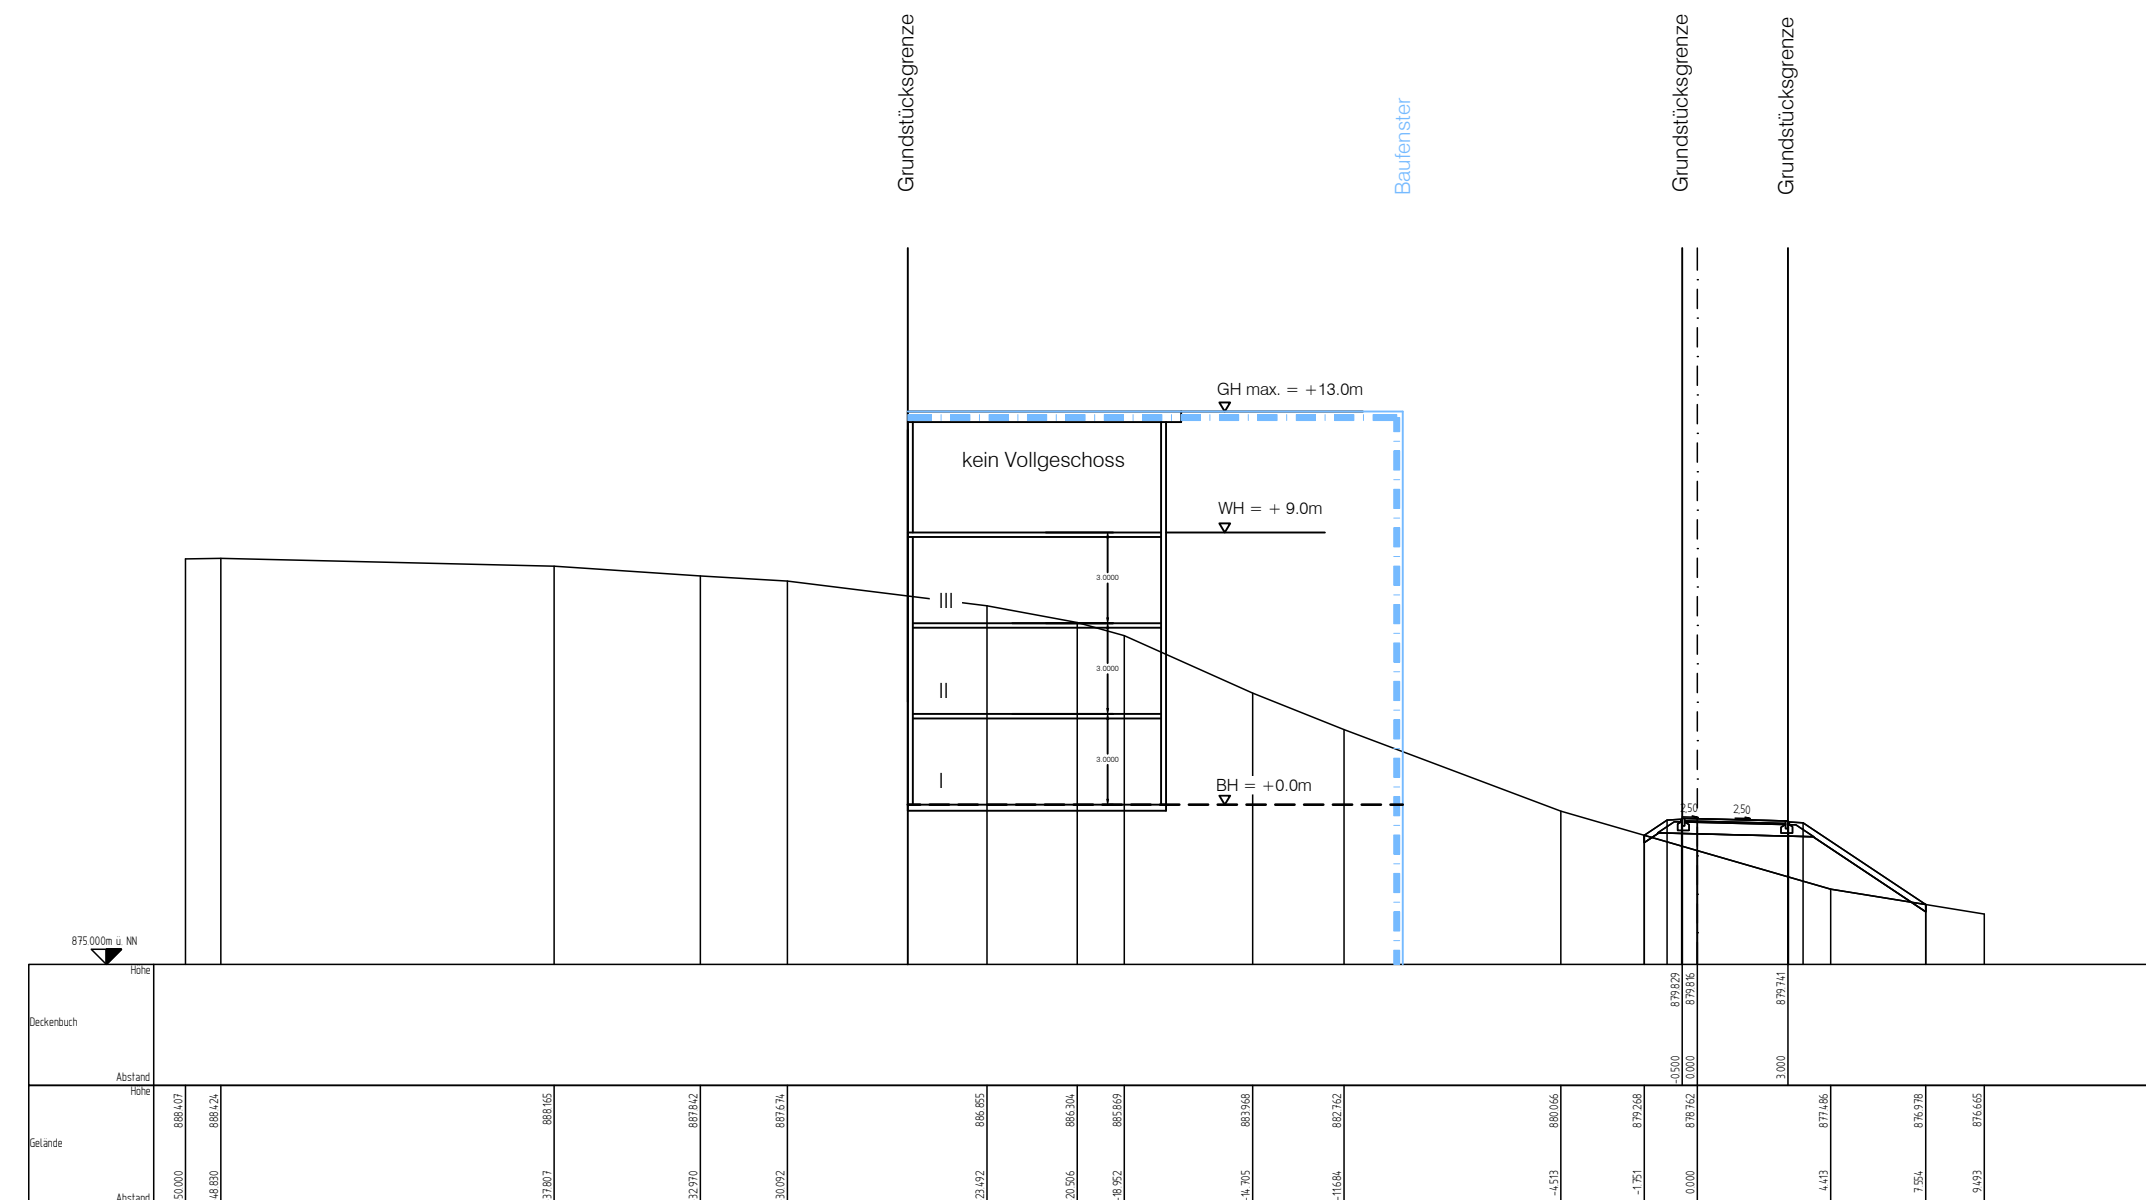 Grundstücksgrenze
Baufenster
Grundstücksgrenze
Grundstücksgrenze
GH max. = +13.0m
kein Vollgeschoss
WH = + 9.0m
3.0000
III
3.0000
II
3.0000
I
BH = +0.0m
2,50
2,50
875.000m ü. NN
Höhe
Deckenbuch
879.829
879.816
879.741
Abstand
-0.500
0.000
3.000
Höhe
Gelände
888.407
888.424
888.165
887.842
887.674
886.855
886.304
885.869
883.968
882.762
880.066
879.268
878.762
877.486
876.978
876.665
Abstand
50.000
48.830
37.807
32.970
30.092
23.492
20.506
-18.952
-14.705
-11.684
-4.513
-1.751
0.000
4.413
7.554
9.493